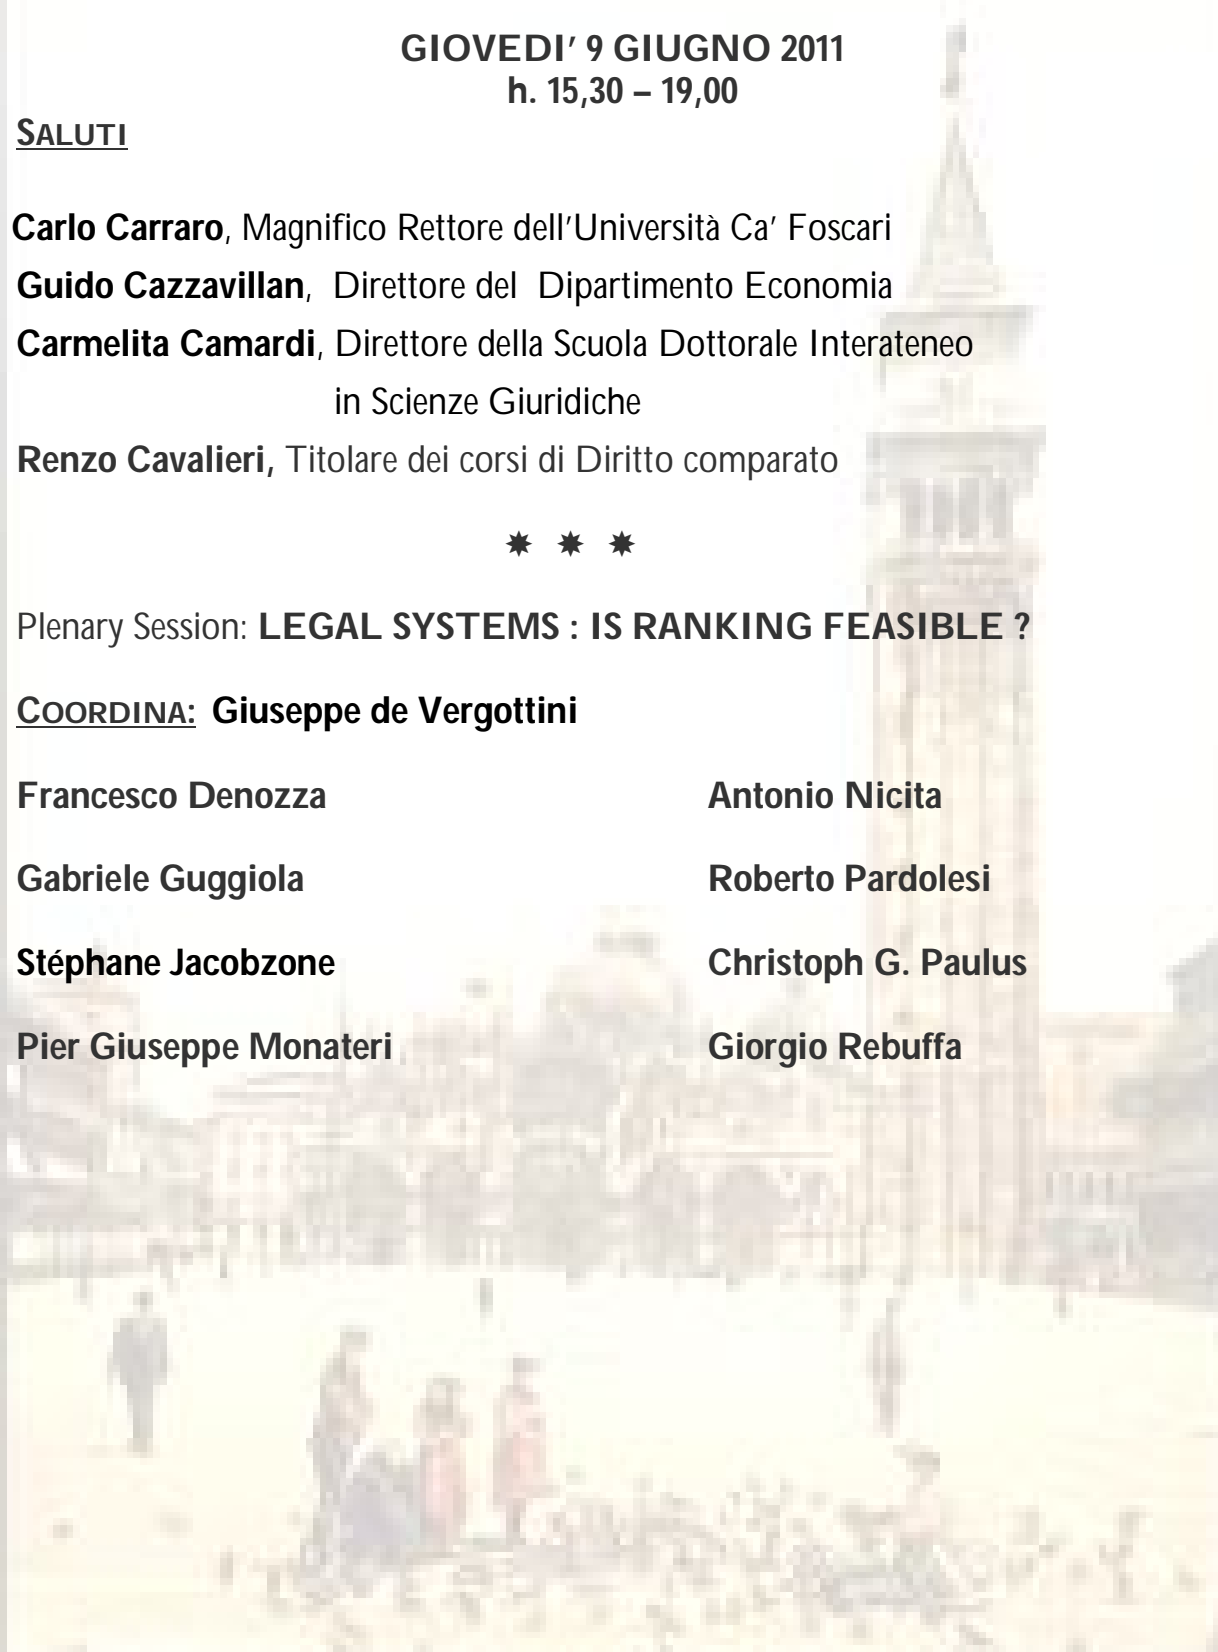 GIOVEDI’ 9 GIUGNO 2011
h. 15,30 – 19,00
SALUTI
Carlo Carraro, Magnifico Rettore dell’Università Ca’ Foscari
Guido Cazzavillan, Direttore del Dipartimento Economia
Carmelita Camardi, Direttore della Scuola Dottorale Interateneo
in Scienze Giuridiche
Renzo Cavalieri, Titolare dei corsi di Diritto comparato
✸ ✸ ✸
Plenary Session: LEGAL SYSTEMS : IS RANKING FEASIBLE ?
COORDINA: Giuseppe de Vergottini
Francesco Denozza Antonio Nicita
Gabriele Guggiola Roberto Pardolesi
Stéphane Jacobzone Christoph G. Paulus
Pier Giuseppe Monateri Giorgio Rebuffa